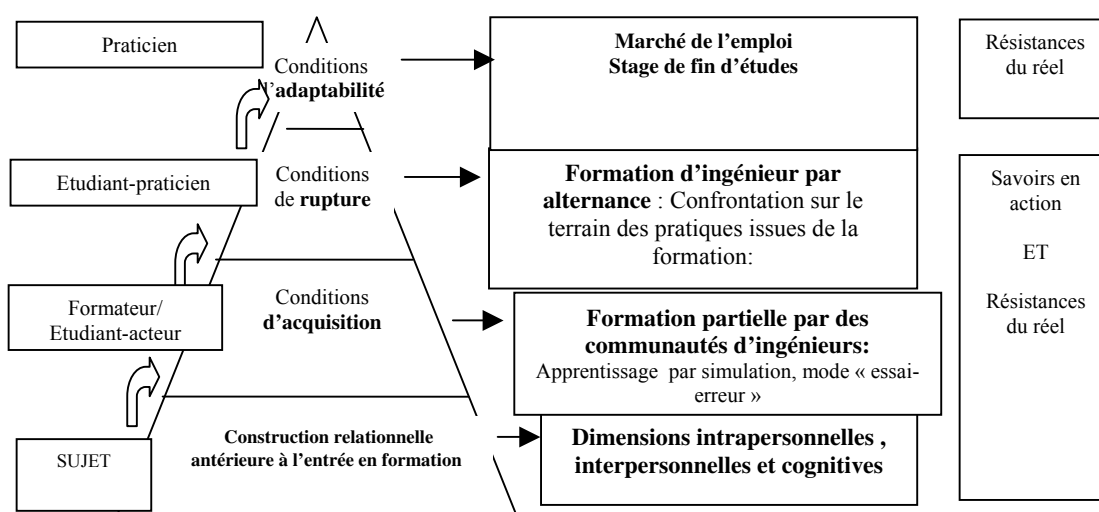 Praticien
Conditions
l’adaptabilité
Marché de l’emploi
Stage de fin d’études
Résistances
du réel
Etudiant-praticien
Conditions
de rupture
Formation d’ingénieur par
alternance : Confrontation sur le
terrain des pratiques issues de la
formation:
Savoirs en
action
ET
Résistances
du réel
Formateur/
Etudiant-acteur
Conditions
d’acquisition
Formation partielle par des
communautés d’ingénieurs:
Apprentissage par simulation, mode « essai-
erreur »
SUJET
Construction relationnelle
antérieure à l’entrée en formation
Dimensions intrapersonnelles ,
interpersonnelles et cognitives